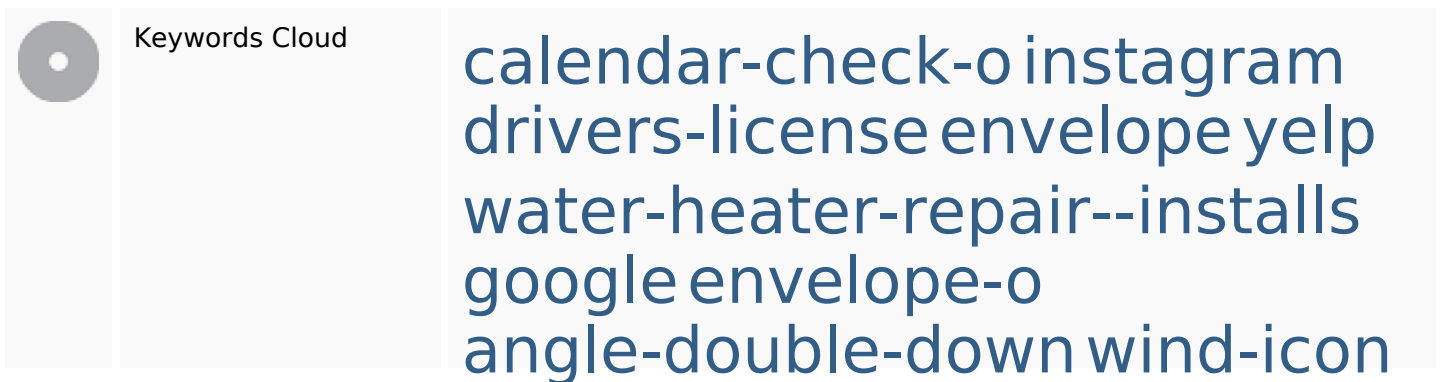 Keywords Cloud
calendar-check-o instagram
drivers-license envelope yelp
water-heater-repair--installs
google envelope-o
angle-double-down wind-icon